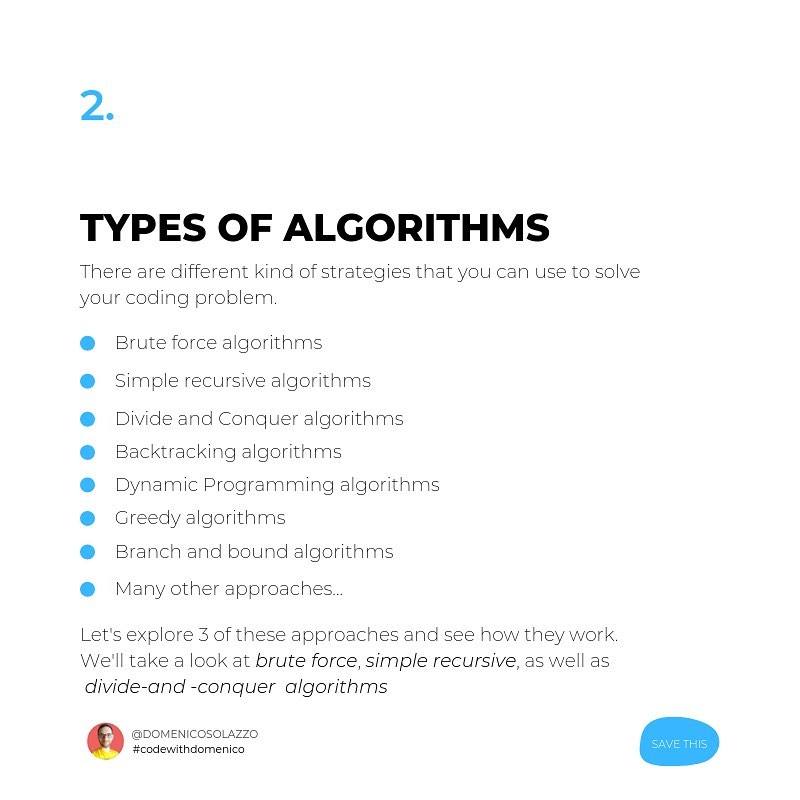 2.
TYPES OF ALGORITHMS
There are different kind of strategies that you can use to solve
your coding problem.
Brute force algorithms
Simple recursive algorithms
Divide and Conquer algorithms
Backtracking algorithms
Dynamic Programming algorithms
Greedy algorithms
Branch and bound algorithms
Many other approaches...
Let's explore 3 of these approaches and see how they work.
We'll take a look at brute force, simple recursive, as well as
divide-and -conquer  algorithms
@DOMENICOSOLAZZO
#codewithdomenico
SAVE THIS